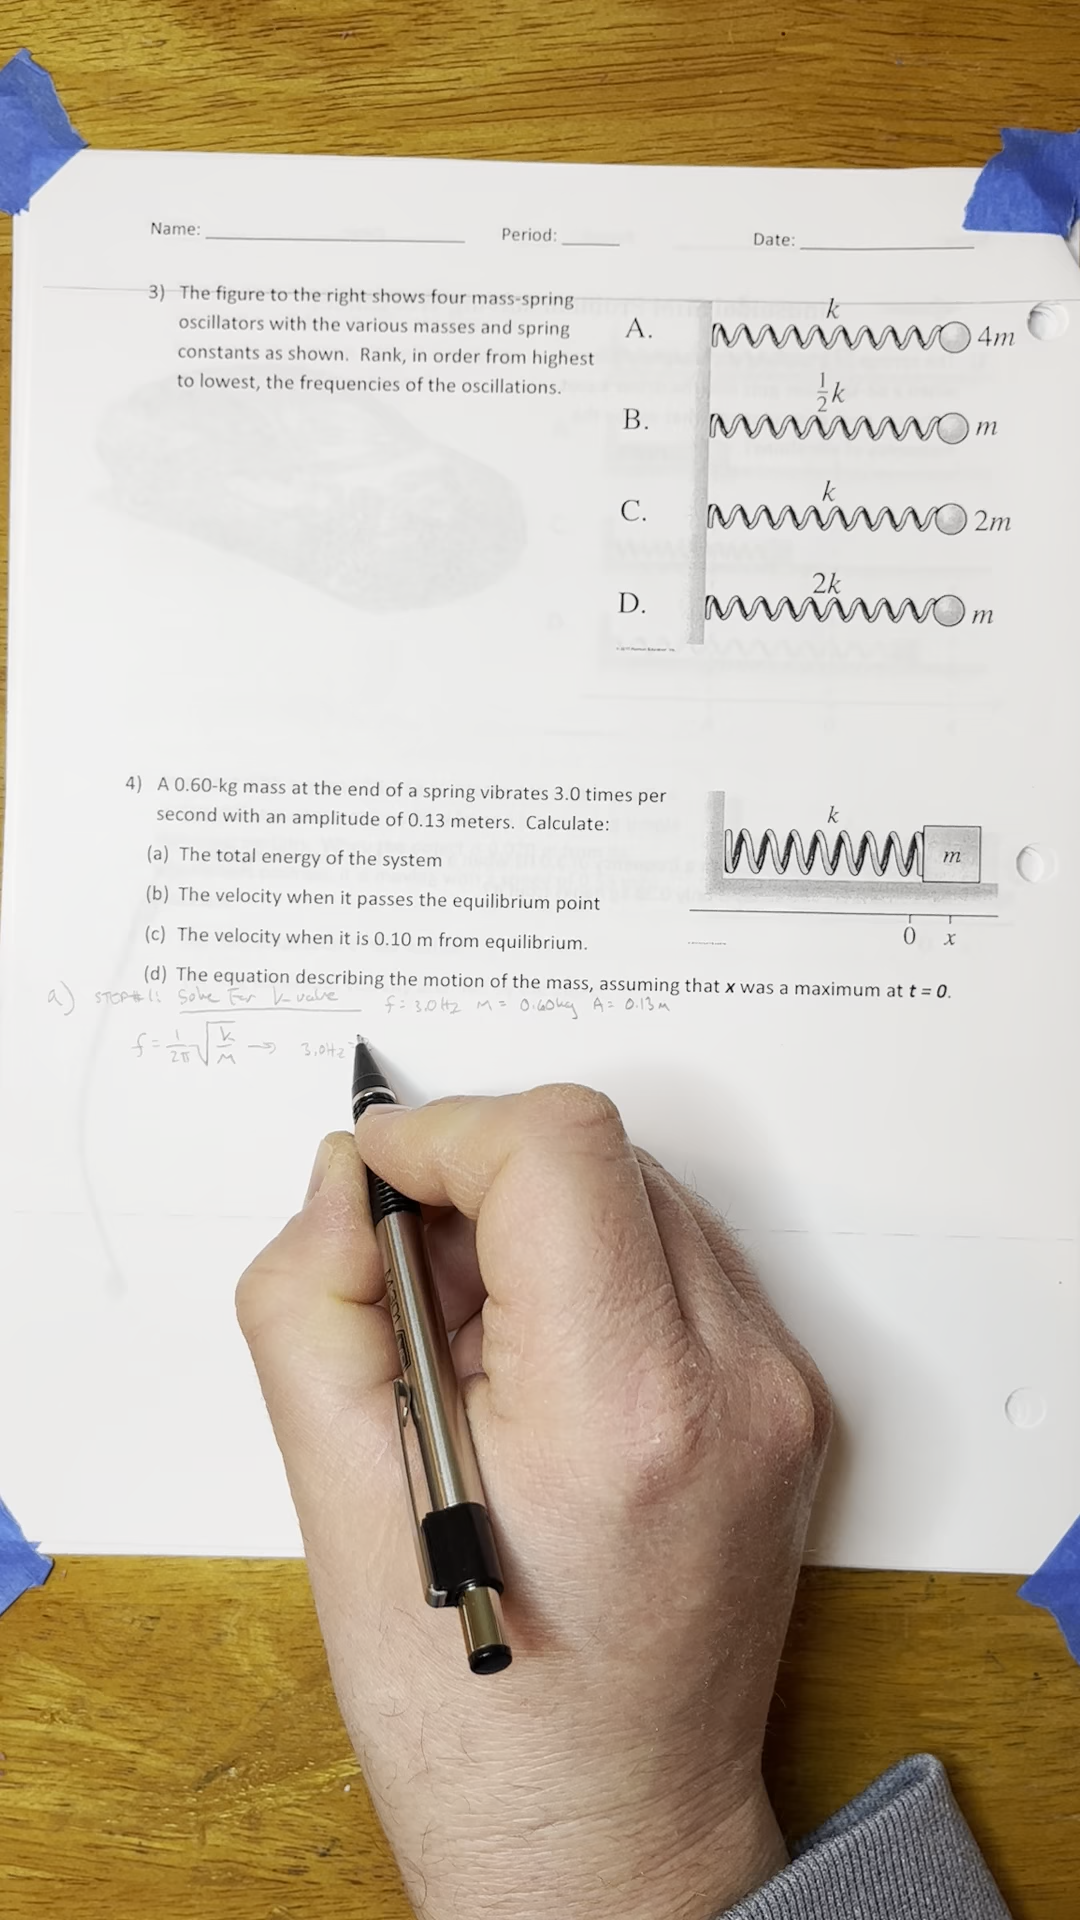 Name: Period: Date:
3) The figure to the right shows four mass-spring
oscillators with the various masses and spring
constants as shown. Rank, in order from highest
to lowest, the frequencies of the oscillations.
A. k 4m
B. ½k m
C. k 2m
D. 2k m
4) A 0.60-kg mass at the end of a spring vibrates 3.0 times per
second with an amplitude of 0.13 meters. Calculate:
(a) The total energy of the system
(b) The velocity when it passes the equilibrium point
(c) The velocity when it is 0.10 m from equilibrium.
(d) The equation describing the motion of the mass, assuming that x was a maximum at t = 0.
k
m
0 x
a) STEP #1: Solve For k-value f = 3.0 Hz M = 0.60kg A = 0.13m
f = 1/2π √k/M → 3.0Hz =